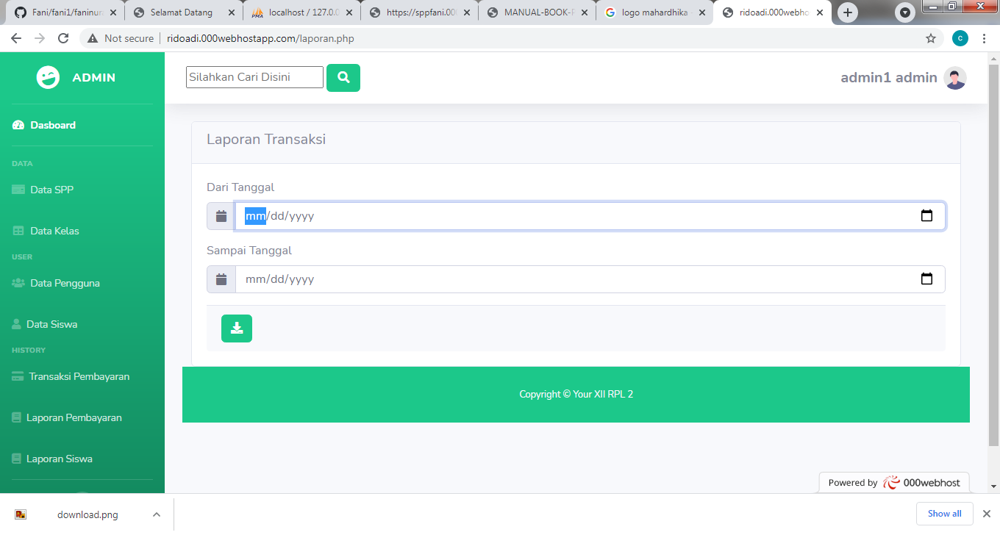 Fani/fani1/faninura
Selamat Datang
localhost / 127.0.0
https://sppfani.00
MANUAL-BOOK-P
logo mahardhika -
ridoadi.000webho
Not secure
ridoadi.000webhostapp.com/laporan.php
c
ADMIN
Silahkan Cari Disini
admin1 admin
Dasboard
DATA
Data SPP
Data Kelas
USER
Data Pengguna
Data Siswa
HISTORY
Transaksi Pembayaran
Laporan Pembayaran
Laporan Siswa
Laporan Transaksi
Dari Tanggal
mm/dd/yyyy
Sampai Tanggal
mm/dd/yyyy
Copyright © Your XII RPL 2
Powered by 000webhost
download.png
Show all